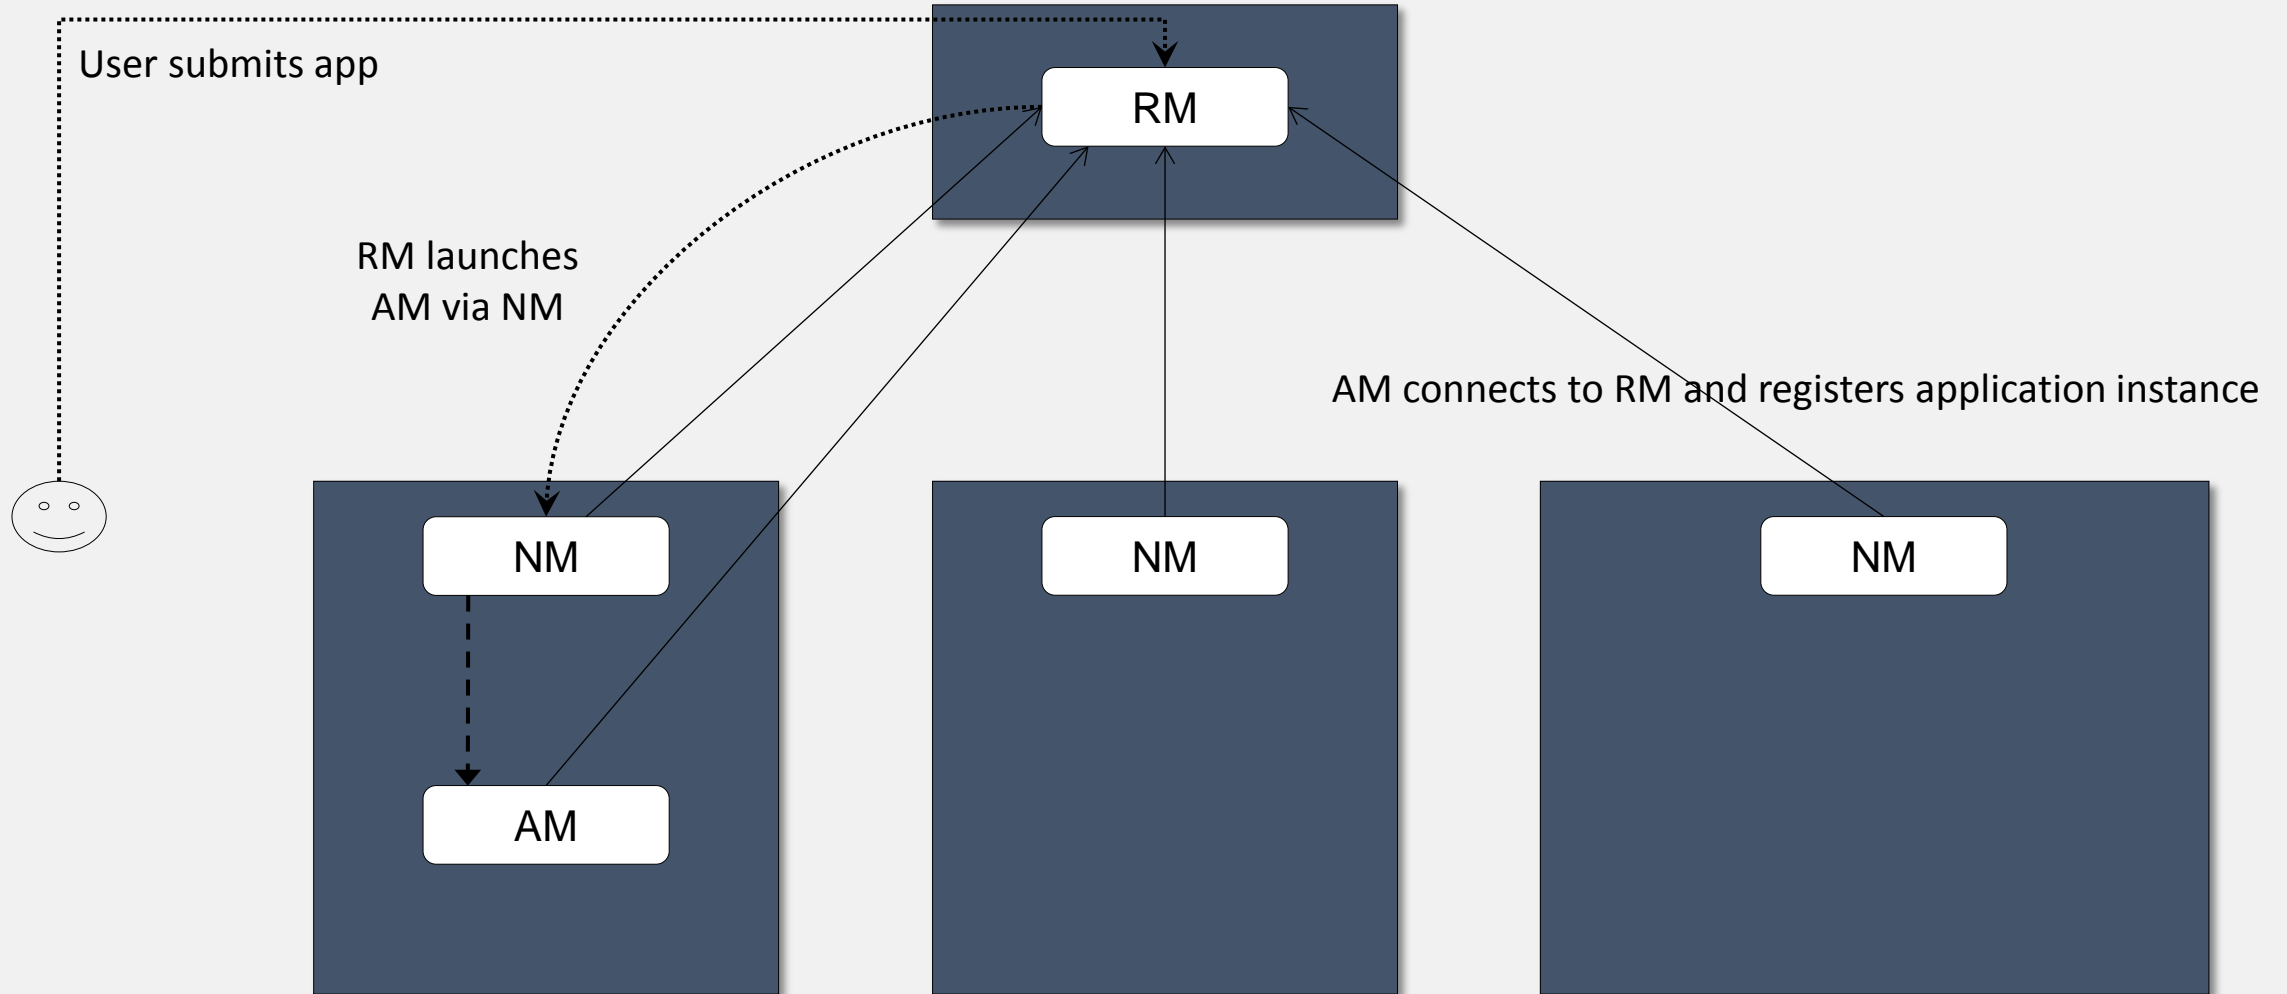 User submits app
RM
RM launches
AM via NM
AM connects to RM and registers application instance
NM
NM
NM
AM